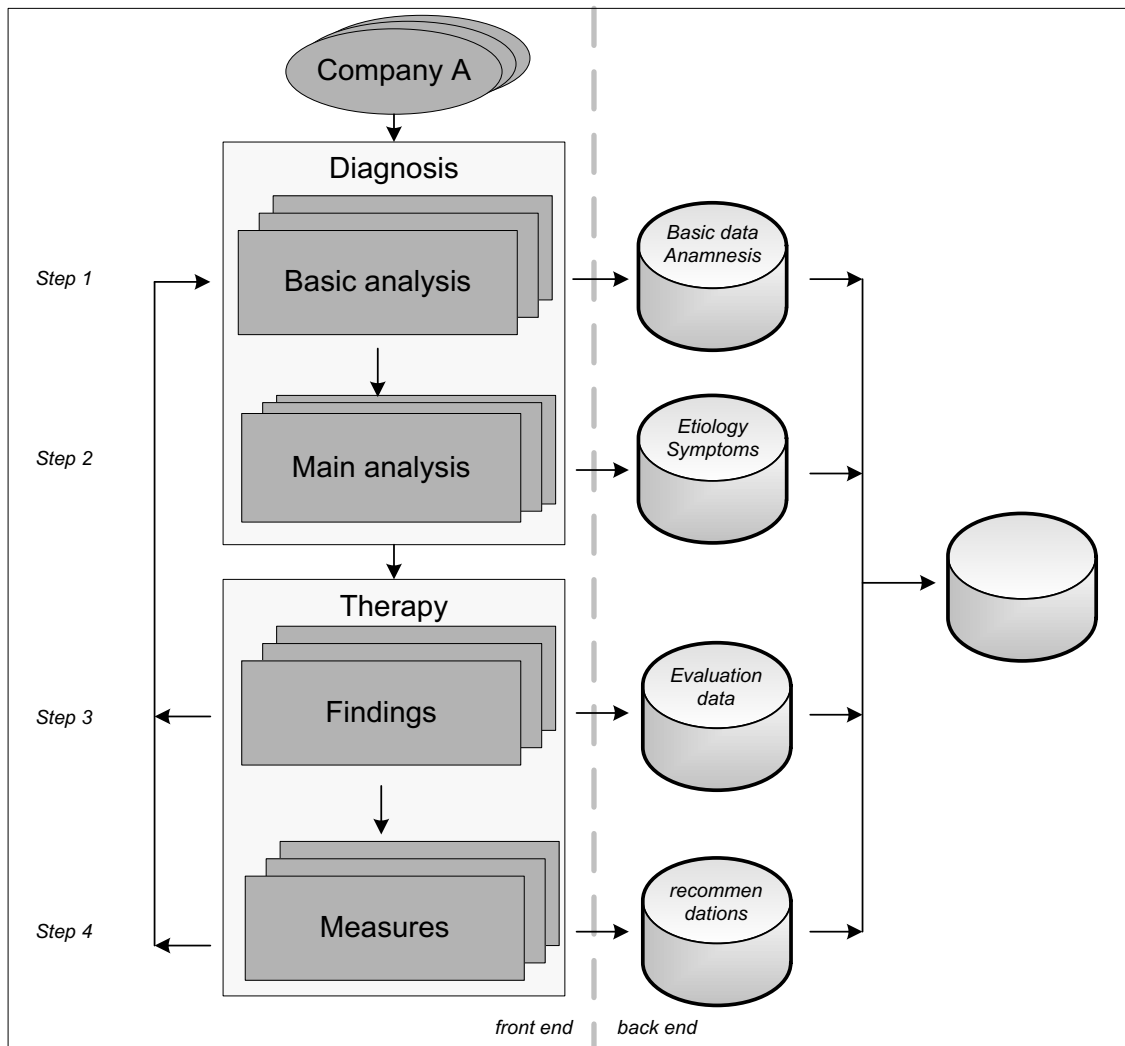 Company A
Diagnosis
Step 1
Basic analysis
Basic data
Anamnesis
Step 2
Main analysis
Etiology
Symptoms
Therapy
Step 3
Findings
Evaluation
data
Step 4
Measures
recommen
dations
front end
back end